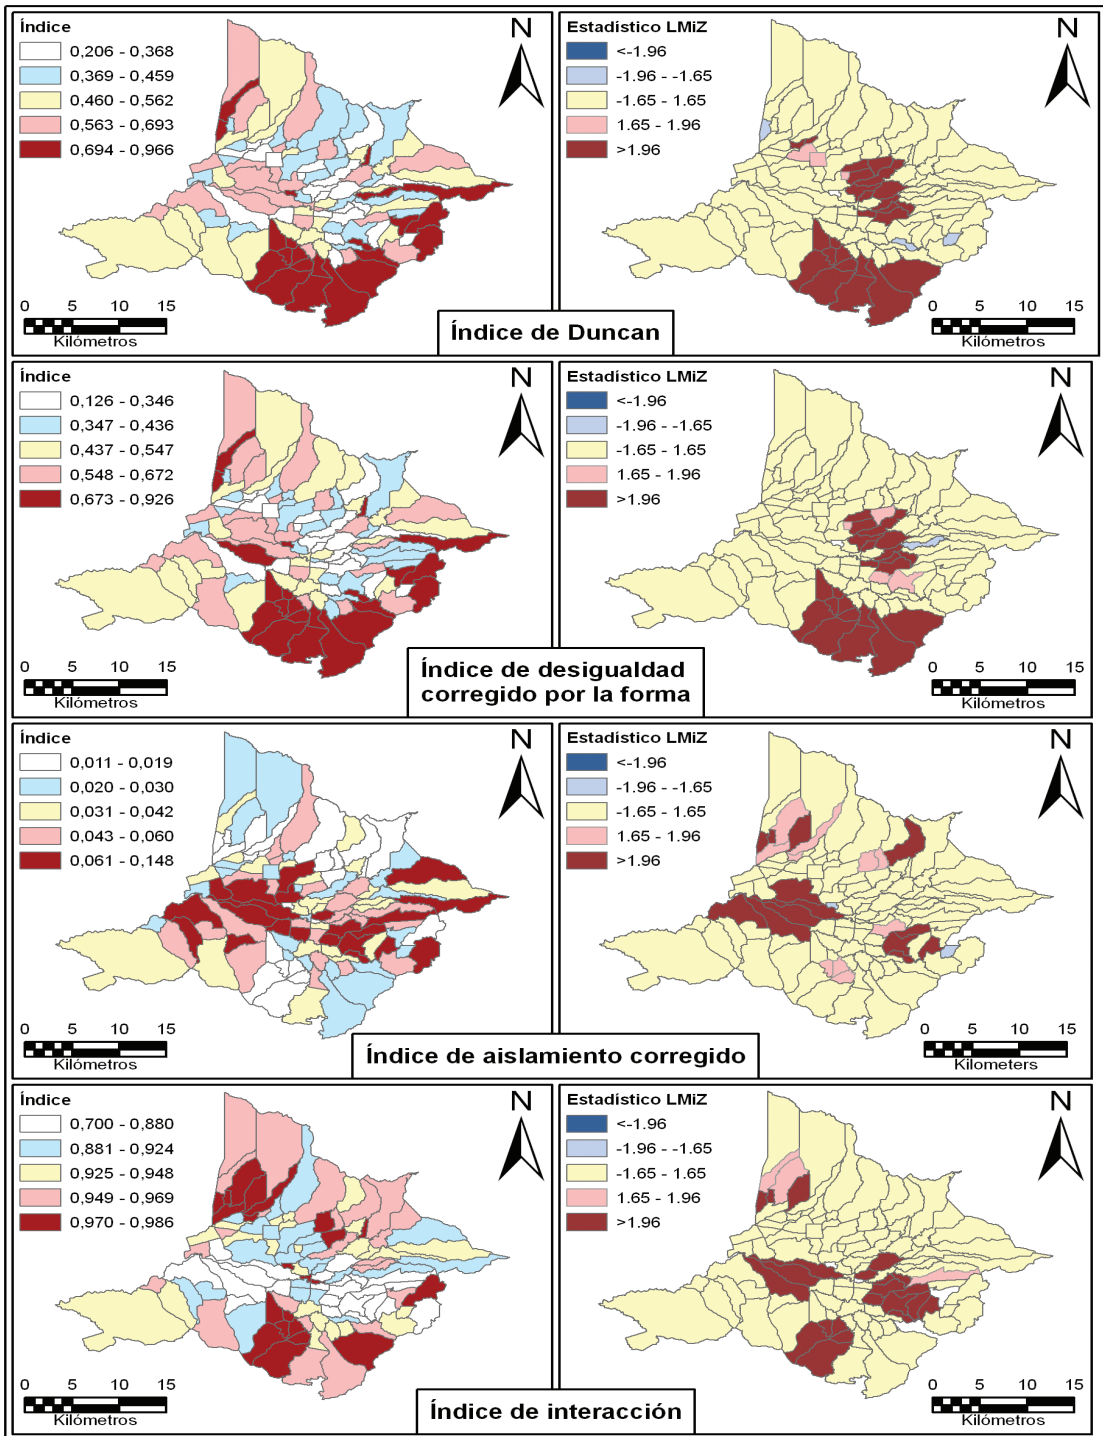 Índice
0,206 - 0,368
0,369 - 0,459
0,460 - 0,562
0,563 - 0,693
0,694 - 0,966
N
0 5 10 15
Kilómetros
Estadístico LMiZ
<-1.96
-1.96 - -1.65
-1.65 - 1.65
1.65 - 1.96
>1.96
N
0 5 10 15
Kilómetros
Índice de Duncan
Índice
0,126 - 0,346
0,347 - 0,436
0,437 - 0,547
0,548 - 0,672
0,673 - 0,926
N
0 5 10 15
Kilómetros
Estadístico LMiZ
<-1.96
-1.96 - -1.65
-1.65 - 1.65
1.65 - 1.96
>1.96
N
0 5 10 15
Kilómetros
Índice de desigualdad
corregido por la forma
Índice
0,011 - 0,019
0,020 - 0,030
0,031 - 0,042
0,043 - 0,060
0,061 - 0,148
N
0 5 10 15
Kilómetros
Estadístico LMiZ
<-1.96
-1.96 - -1.65
-1.65 - 1.65
1.65 - 1.96
>1.96
N
0 5 10 15
Kilometers
Índice de aislamiento corregido
Índice
0,700 - 0,880
0,881 - 0,924
0,925 - 0,948
0,949 - 0,969
0,970 - 0,986
N
0 5 10 15
Kilómetros
Estadístico LMiZ
<-1.96
-1.96 - -1.65
-1.65 - 1.65
1.65 - 1.96
>1.96
N
0 5 10 15
Kilómetros
Índice de interacción